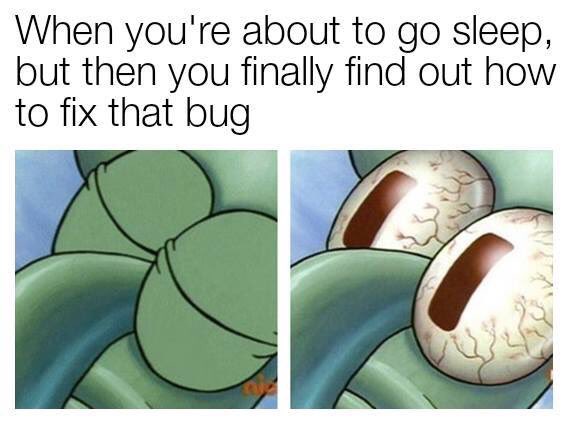 When you're about to go sleep,
but then you finally find out how
to fix that bug